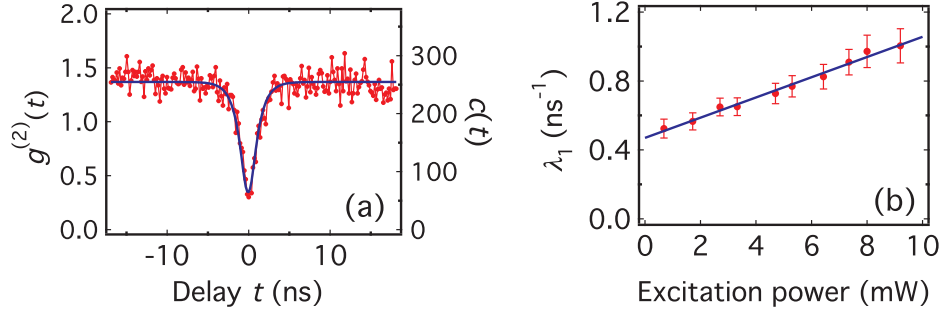 2.0
1.5
1.0
0.5
0.0
g⁽²⁾(t)
300
200
100
0
c(t)
(a)
-10 0 10
Delay t (ns)
1.2
0.8
0.4
0.0
λ₁ (ns⁻¹)
(b)
0 2 4 6 8 10
Excitation power (mW)